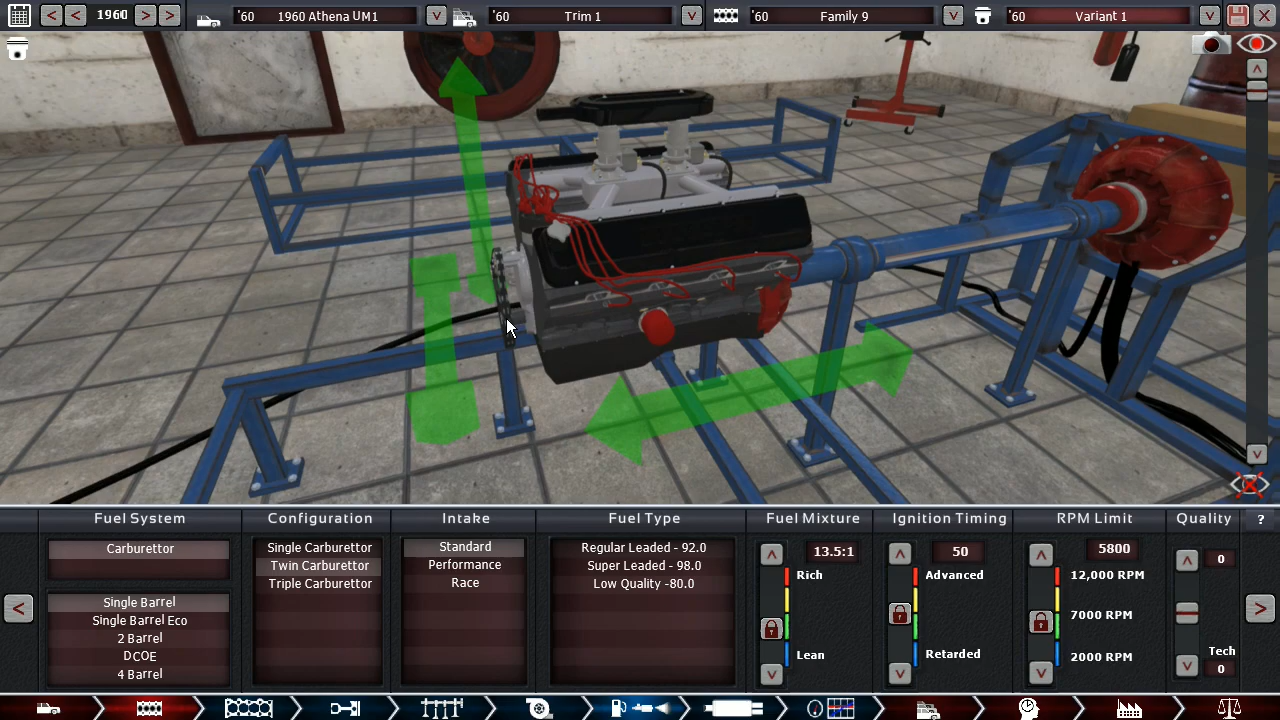 1960
'60 1960 Athena UM1
'60 Trim 1
'60 Family 9
'60 Variant 1
Fuel System
Configuration
Intake
Fuel Type
Fuel Mixture
Ignition Timing
RPM Limit
Quality
?
Carburettor
Single Barrel
Single Barrel Eco
2 Barrel
DCOE
4 Barrel
Single Carburettor
Twin Carburettor
Triple Carburettor
Standard
Performance
Race
Regular Leaded - 92.0
Super Leaded - 98.0
Low Quality -80.0
13.5:1
Rich
Lean
50
Advanced
Retarded
5800
12,000 RPM
7000 RPM
2000 RPM
0
Tech
0